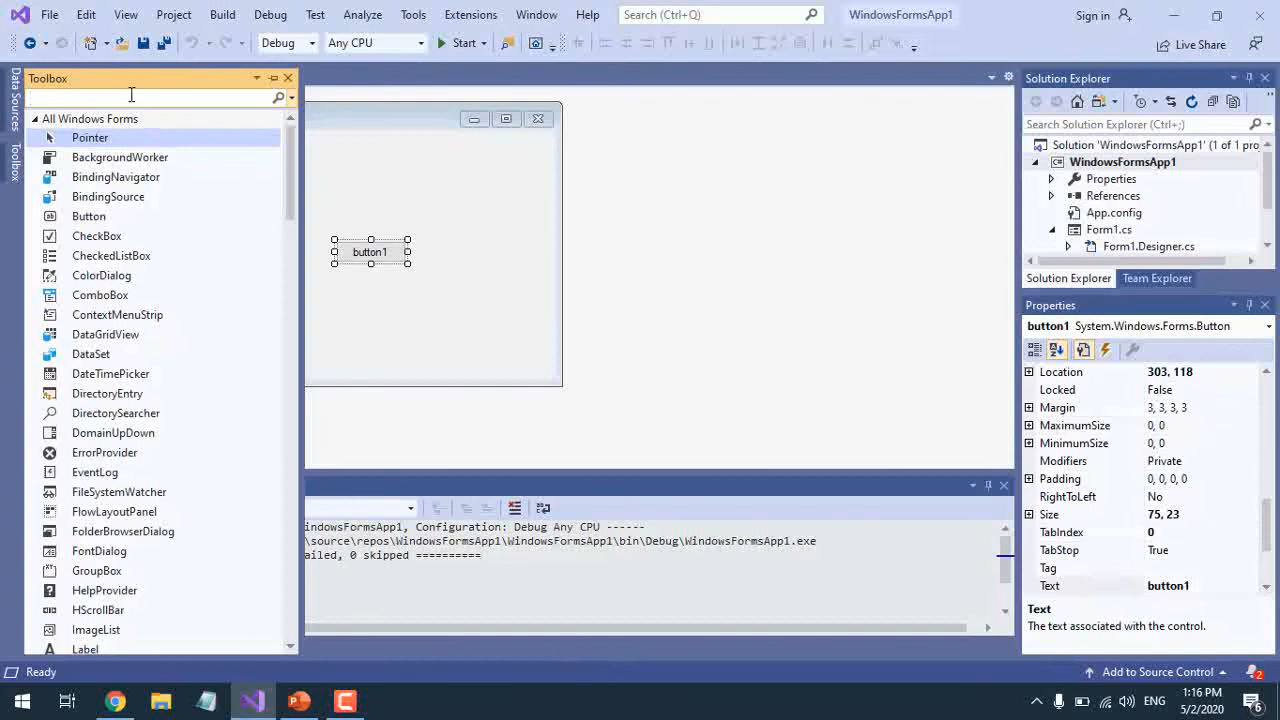 File Edit View Project Build Debug Test Analyze Tools Extensions Window Help Search (Ctrl+Q) WindowsFormsApp1 Sign in
Debug Any CPU Start Live Share
Data Sources
Toolbox
Toolbox
All Windows Forms
Pointer
BackgroundWorker
BindingNavigator
BindingSource
Button
CheckBox
CheckedListBox
ColorDialog
ComboBox
ContextMenuStrip
DataGridView
DataSet
DateTimePicker
DirectoryEntry
DirectorySearcher
DomainUpDown
ErrorProvider
EventLog
FileSystemWatcher
FlowLayoutPanel
FolderBrowserDialog
FontDialog
GroupBox
HelpProvider
HScrollBar
ImageList
Label
button1
indowsFormsApp1, Configuration: Debug Any CPU ------
\source\repos\WindowsFormsApp1\WindowsFormsApp1\bin\Debug\WindowsFormsApp1.exe
ailed, 0 skipped ==========
Solution Explorer
Search Solution Explorer (Ctrl+;)
Solution 'WindowsFormsApp1' (1 of 1 proj
WindowsFormsApp1
Properties
References
App.config
Form1.cs
Form1.Designer.cs
Solution Explorer Team Explorer
Properties
button1 System.Windows.Forms.Button
Location 303, 118
Locked False
Margin 3, 3, 3, 3
MaximumSize 0, 0
MinimumSize 0, 0
Modifiers Private
Padding 0, 0, 0, 0
RightToLeft No
Size 75, 23
TabIndex 0
TabStop True
Tag
Text button1
Text
The text associated with the control.
Ready Add to Source Control 2
ENG 1:16 PM
5/2/2020 6